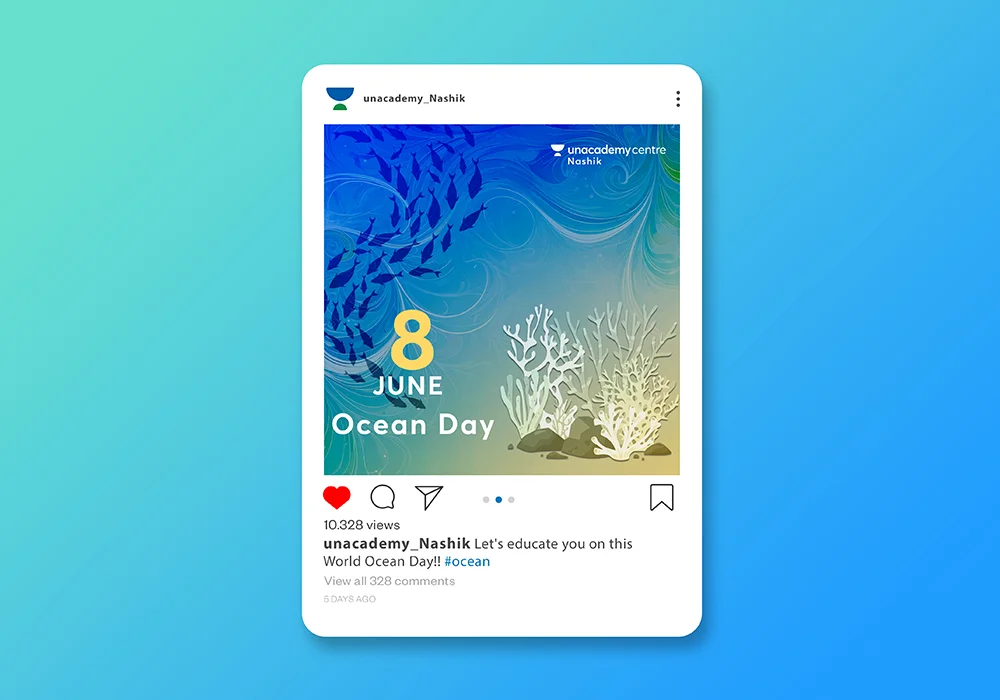 unacademy_Nashik
unacademy centre
Nashik
8
JUNE
Ocean Day
10.328 views
unacademy_Nashik Let's educate you on this
World Ocean Day!! #ocean
View all 328 comments
5 DAYS AGO